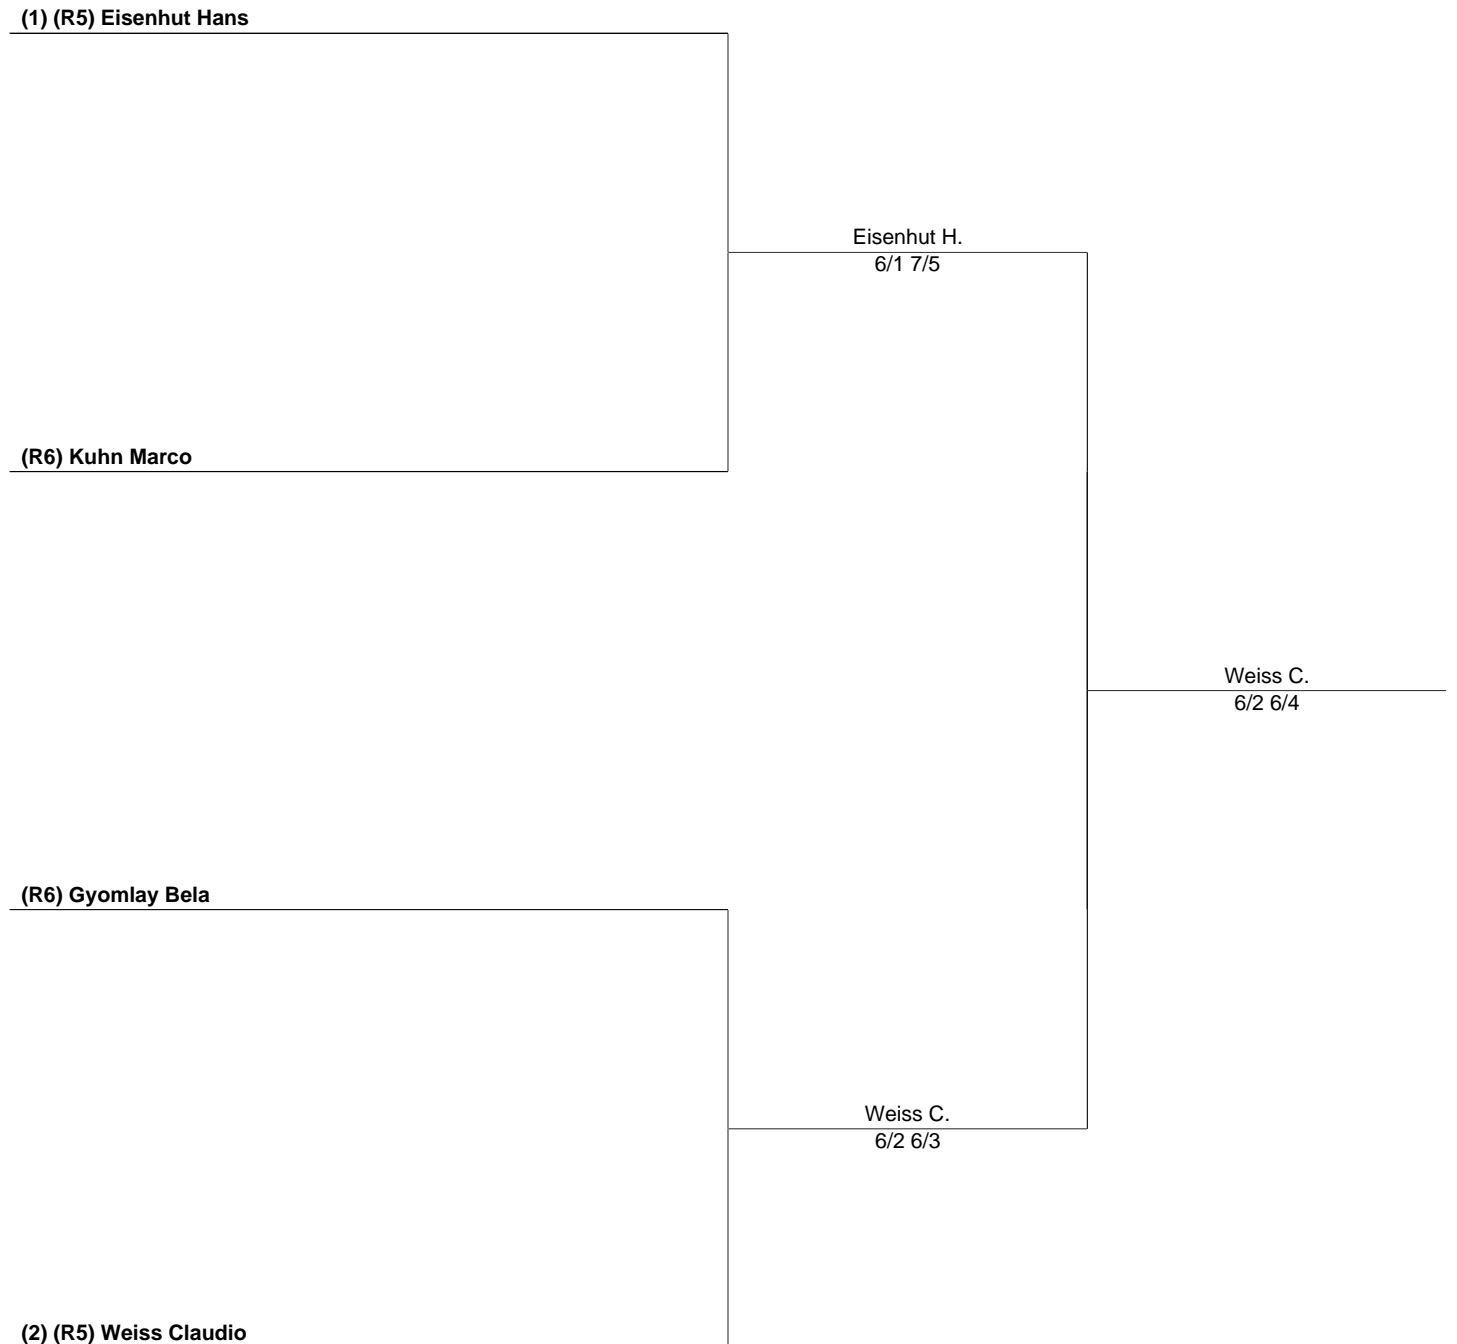 (1) (R5) Eisenhut Hans
Eisenhut H.
6/1 7/5
(R6) Kuhn Marco
Weiss C.
6/2 6/4
(R6) Gyomlay Bela
Weiss C.
6/2 6/3
(2) (R5) Weiss Claudio